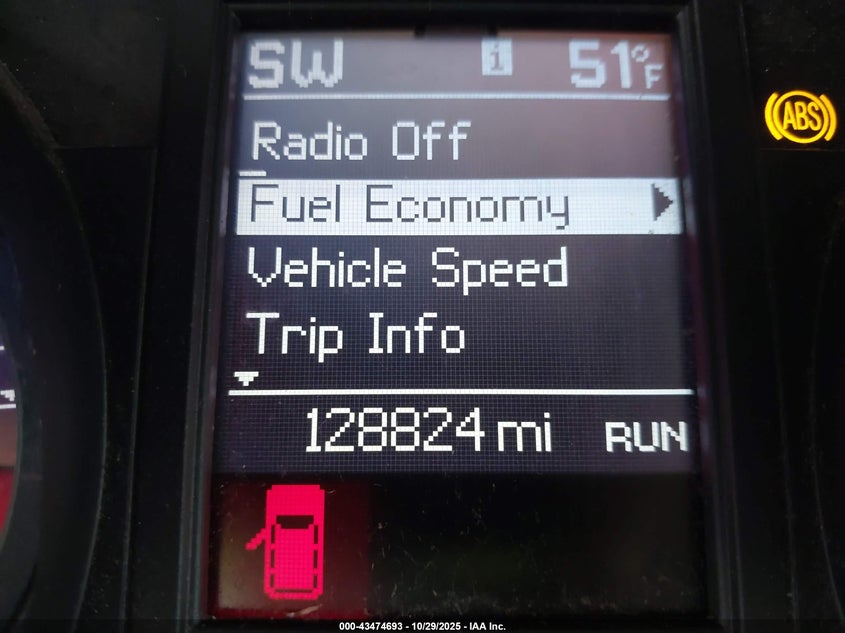 SW i 51°F
ABS
Radio Off
Fuel Economy
Vehicle Speed
Trip Info
128824 mi RUN
000-43474693 - 10/29/2025 - IAA Inc.